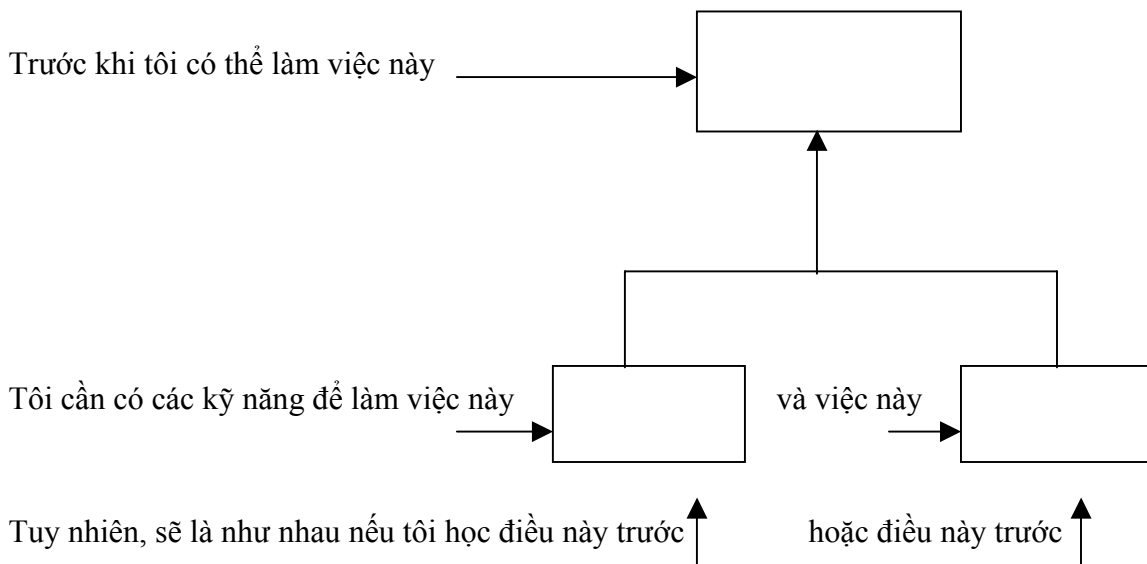 Trước khi tôi có thể làm việc này
Tôi cần có các kỹ năng để làm việc này và việc này
Tuy nhiên, sẽ là như nhau nếu tôi học điều này trước hoặc điều này trước